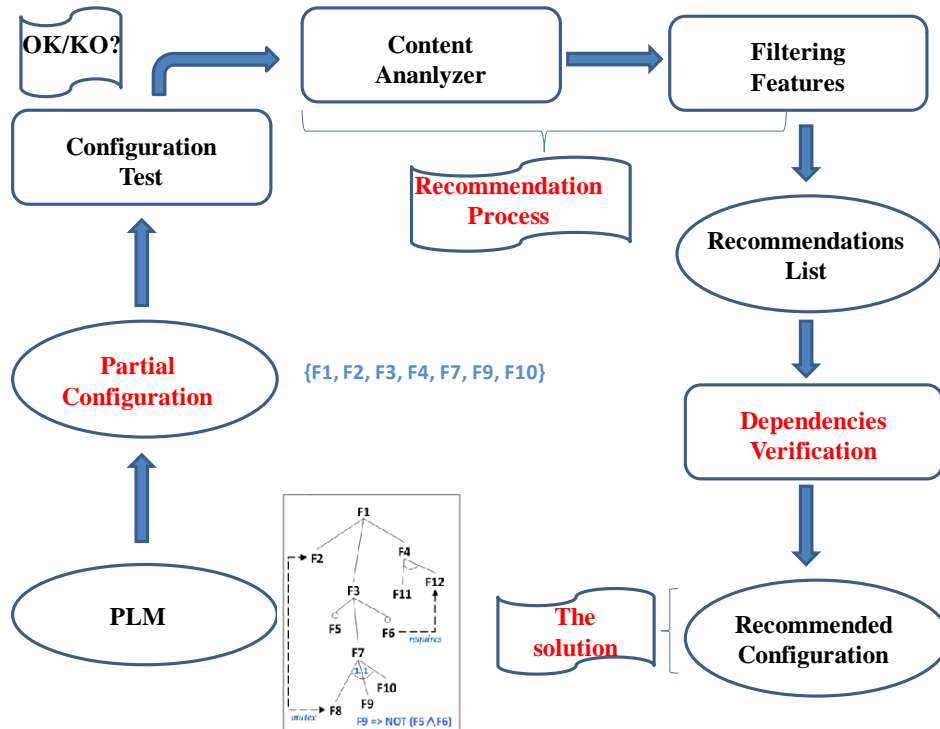 OK/KO?
Content
Ananlyzer
Filtering
Features
Configuration
Test
Recommendation
Process
Recommendations
List
Partial
Configuration
{F1, F2, F3, F4, F7, F9, F10}
Dependencies
Verification
PLM
F1
F2
F4
F3
F11
F12
F5
F6
requires
F7
1..1
F10
F9
F8
mutex
F9 => NOT (F5 ⋀ F6)
The
solution
Recommended
Configuration